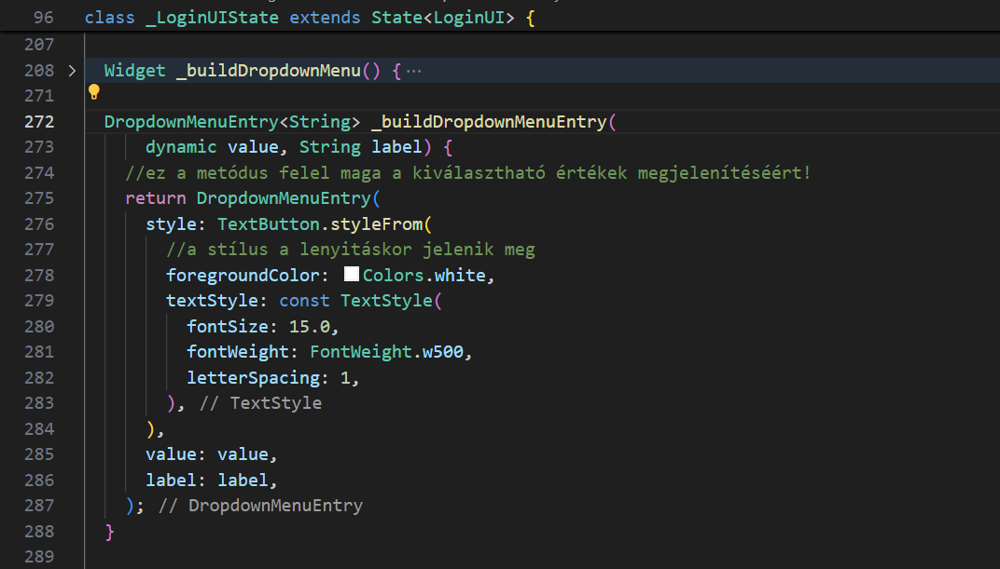 96 class _LoginUIState extends State<LoginUI> {
207
208 > Widget _buildDropdownMenu() { ···
271
272 DropdownMenuEntry<String> _buildDropdownMenuEntry(
273 dynamic value, String label) {
274 //ez a metódus felel maga a kiválasztható értékek megjelenítéséért!
275 return DropdownMenuEntry(
276 style: TextButton.styleFrom(
277 //a stílus a lenyitáskor jelenik meg
278 foregroundColor: Colors.white,
279 textStyle: const TextStyle(
280 fontSize: 15.0,
281 fontWeight: FontWeight.w500,
282 letterSpacing: 1,
283 ), // TextStyle
284 ),
285 value: value,
286 label: label,
287 ); // DropdownMenuEntry
288 }
289